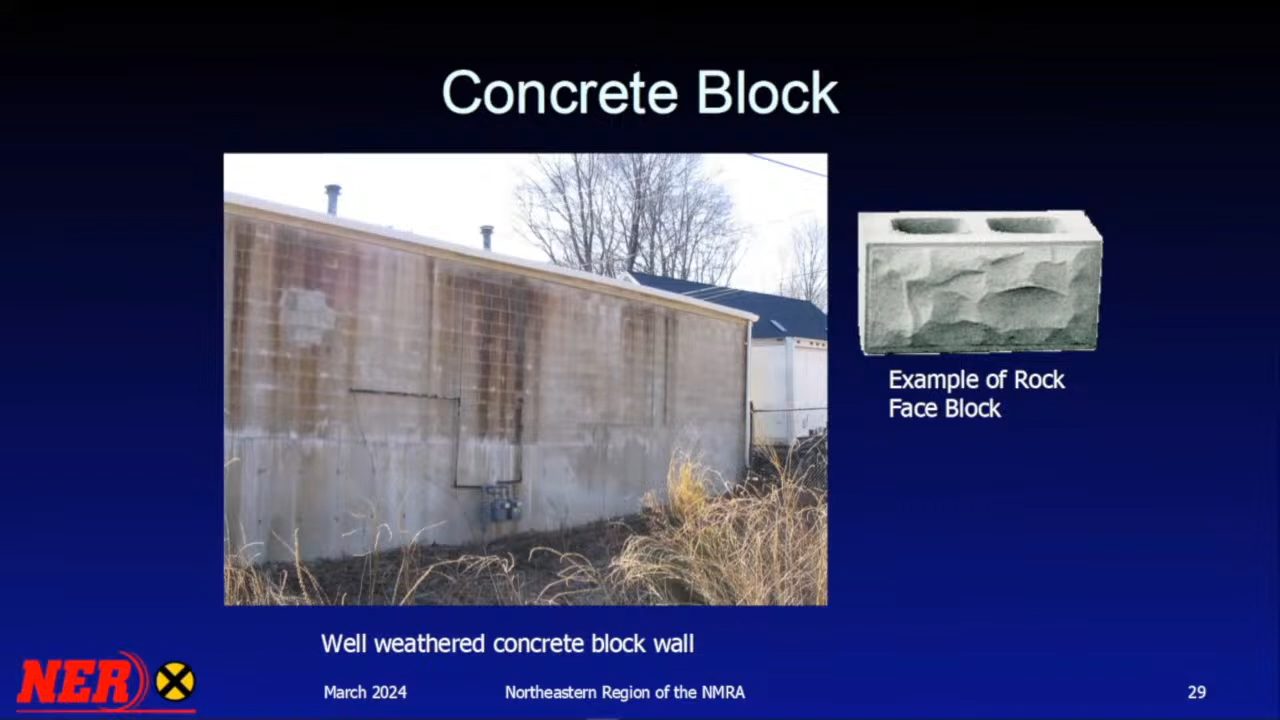 Concrete Block
Example of Rock
Face Block
Well weathered concrete block wall
NER
March 2024
Northeastern Region of the NMRA
29